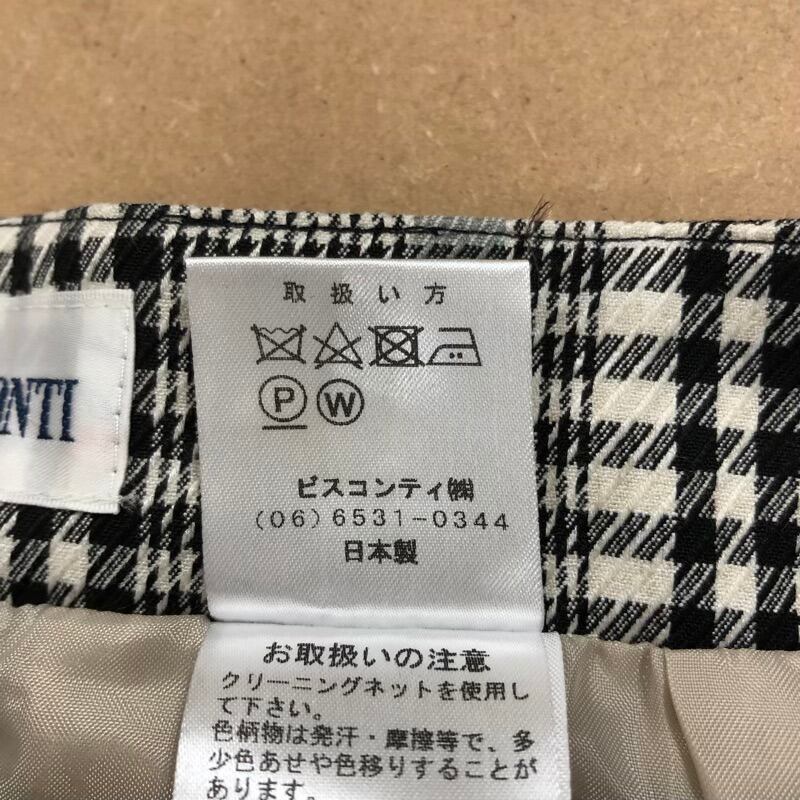 ONTI
取扱い方
P W
ビスコンティ㈱
(06)6531-0344
日本製
お取扱いの注意
クリーニングネットを使用し
て下さい。
色柄物は発汗・摩擦等で、多
少色あせや色移りすることが
あります。